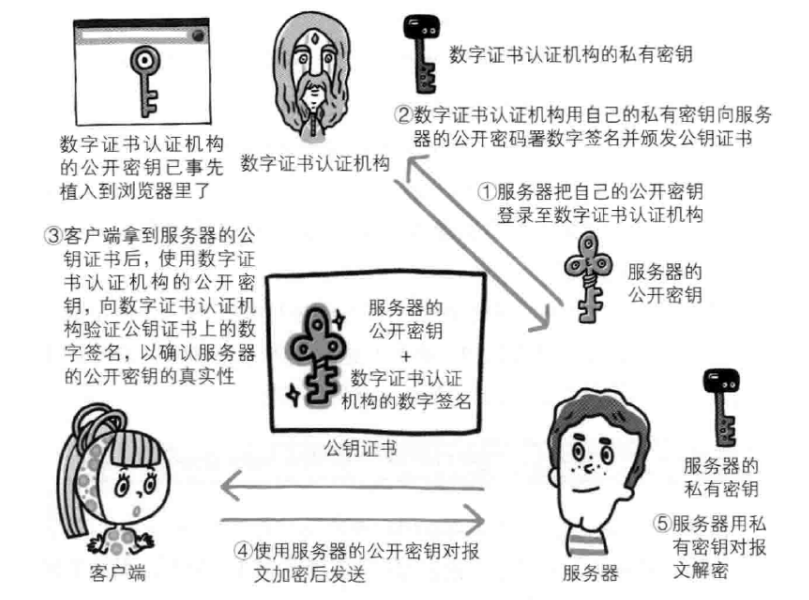 数字证书认证机构
的公开密钥已事先
植入到浏览器里了
数字证书认证机构
数字证书认证机构的私有密钥
②数字证书认证机构用自己的私有密钥向服务
器的公开密码署数字签名并颁发公钥证书
①服务器把自己的公开密钥
登录至数字证书认证机构
服务器的
公开密钥
③客户端拿到服务器的公
钥证书后，使用数字证
书认证机构的公开密
钥，向数字证书认证机
构验证公钥证书上的数
字签名，以确认服务器
的公开密钥的真实性
服务器的
公开密钥
+
数字证书认证
机构的数字签名
公钥证书
服务器的
私有密钥
④使用服务器的公开密钥对报
文加密后发送
⑤服务器用私
有密钥对报
文解密
客户端
服务器